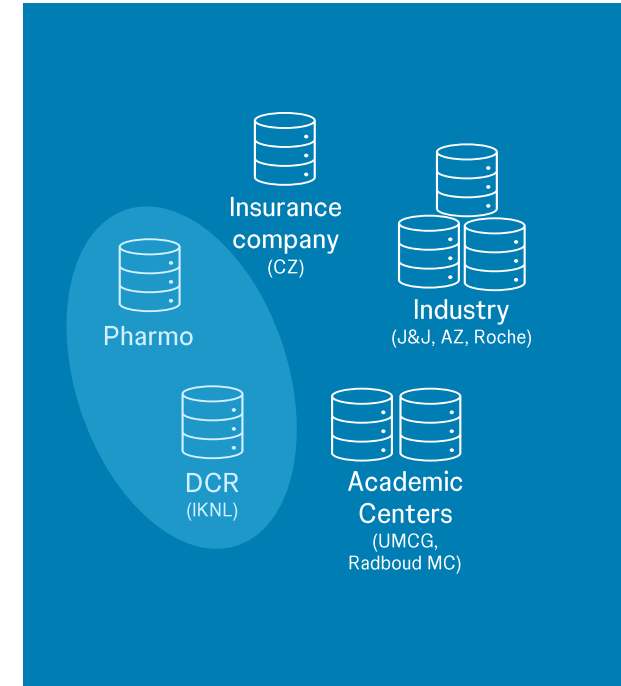 Insurance
company
(CZ)
Industry
(J&J, AZ, Roche)
Pharmo
DCR
(IKNL)
Academic
Centers
(UMCG,
Radboud MC)